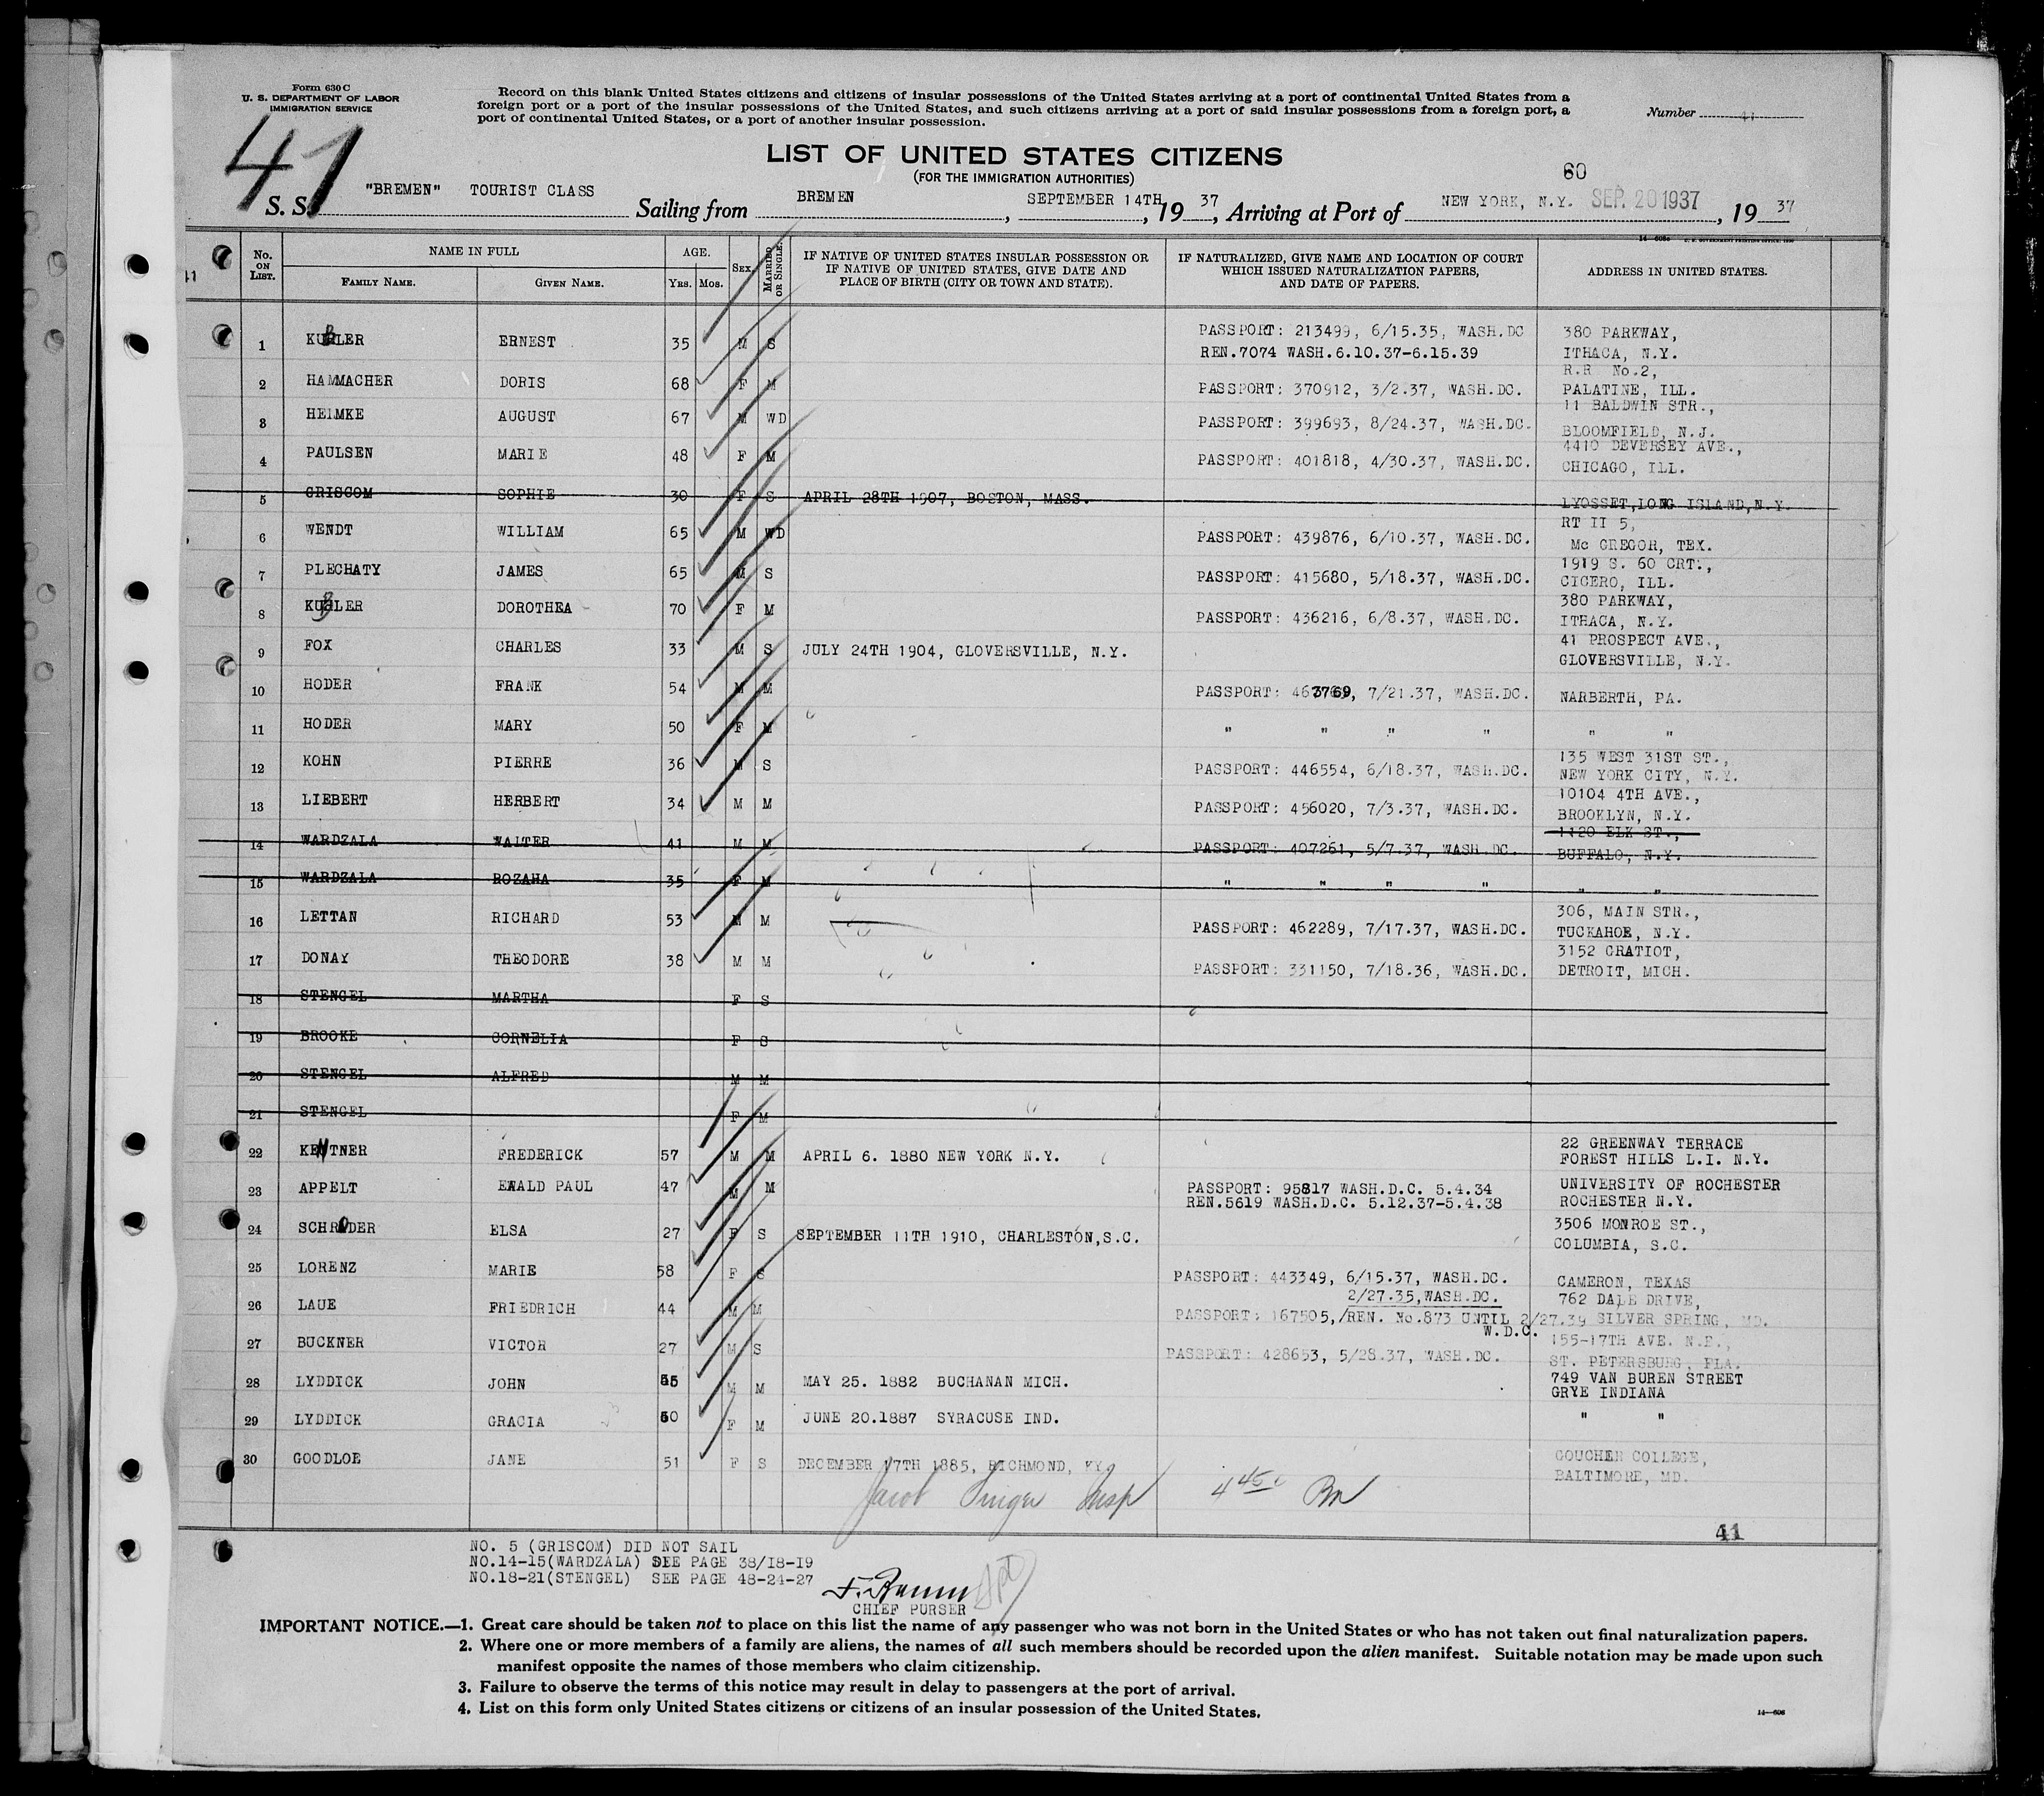 Form 630 C
U. S. DEPARTMENT OF LABOR
IMMIGRATION SERVICE
Record on this blank United States citizens and citizens of insular possessions of the United States arriving at a port of continental United States from a
foreign port or a port of the insular possessions of the United States, and such citizens arriving at a port of said insular possessions from a foreign port, a
port of continental United States, or a port of another insular possession.
Number 41
41
LIST OF UNITED STATES CITIZENS
(FOR THE IMMIGRATION AUTHORITIES)
60
S. S. "BREMEN" TOURIST CLASS Sailing from BREMEN, SEPTEMBER 14TH, 1937, Arriving at Port of NEW YORK, N.Y. SEP. 20 1937, 1937
41
No. ON LIST. NAME IN FULL FAMILY NAME. GIVEN NAME. AGE. YRS. MOS. SEX. MARRIED OR SINGLE. IF NATIVE OF UNITED STATES INSULAR POSSESSION OR IF NATIVE OF UNITED STATES, GIVE DATE AND PLACE OF BIRTH (CITY OR TOWN AND STATE). IF NATURALIZED, GIVE NAME AND LOCATION OF COURT WHICH ISSUED NATURALIZATION PAPERS, AND DATE OF PAPERS. ADDRESS IN UNITED STATES.
1 KUBLER ERNEST 35 M S PASSPORT: 213499, 6/15.35, WASH.DC 380 PARKWAY,
REN.7074 WASH.6.10.37-6.15.39 ITHACA, N.Y.
2 HAMMACHER DORIS 68 F M PASSPORT: 370912, 3/2.37, WASH.DC. R.R No.2,
PALATINE, ILL.
3 HEIMKE AUGUST 67 M WD PASSPORT: 399693, 8/24.37, WASH.DC. 11 BALDWIN STR.,
BLOOMFIELD, N.J.
4 PAULSEN MARIE 48 F M PASSPORT: 401818, 4/30.37, WASH.DC. 4410 DEVERSEY AVE.,
CHICAGO, ILL.
5 GRISCOM SOPHIE 30 F S APRIL 28TH 1907, BOSTON, MASS. LYOSSET,LONG ISLAND,N.Y.
6 WENDT WILLIAM 65 M WD PASSPORT: 439876, 6/10.37, WASH.DC. RT II 5,
Mc GREGOR, TEX.
7 PLECHATY JAMES 65 M S PASSPORT: 415680, 5/18.37, WASH.DC. 1919 S. 60 CRT.,
CICERO, ILL.
8 KUBLER DOROTHEA 70 F M PASSPORT: 436216, 6/8.37, WASH.DC. 380 PARKWAY,
ITHACA, N.Y.
9 FOX CHARLES 33 M S JULY 24TH 1904, GLOVERSVILLE, N.Y. 41 PROSPECT AVE.,
GLOVERSVILLE, N.Y.
10 HODER FRANK 54 M M PASSPORT: 463769, 7/21.37, WASH.DC. NARBERTH, PA.
11 HODER MARY 50 F M " " " " " "
12 KOHN PIERRE 36 M S PASSPORT: 446554, 6/18.37, WASH.DC. 135 WEST 31ST ST.,
NEW YORK CITY, N.Y.
13 LIEBERT HERBERT 34 M M PASSPORT: 456020, 7/3.37, WASH.DC. 10104 4TH AVE.,
BROOKLYN, N.Y.
14 WARDZALA WALTER 41 M M PASSPORT: 407261, 5/7.37, WASH.DC. 1120 ELK ST.,
BUFFALO, N.Y.
15 WARDZALA ROZAHA 35 F M " " " " " "
16 LETTAN RICHARD 53 M M PASSPORT: 462289, 7/17.37, WASH.DC. 306, MAIN STR.,
TUCKAHOE, N.Y.
17 DONAY THEODORE 38 M M PASSPORT: 331150, 7/18.36, WASH.DC. 3152 GRATIOT,
DETROIT, MICH.
18 STENGEL MARTHA F S
19 BROOKE CORNELIA F S
20 STENGEL ALFRED M M
21 STENGEL F M
22 KENTNER FREDERICK 57 M M APRIL 6. 1880 NEW YORK N.Y. 22 GREENWAY TERRACE
FOREST HILLS L.I. N.Y.
23 APPELT EWALD PAUL 47 M M PASSPORT: 95817 WASH.D.C. 5.4.34 UNIVERSITY OF ROCHESTER
REN.5619 WASH.D.C. 5.12.37-5.4.38 ROCHESTER N.Y.
24 SCHRODER ELSA 27 F S SEPTEMBER 11TH 1910, CHARLESTON,S.C. 3506 MONROE ST.,
COLUMBIA, S.C.
25 LORENZ MARIE 58 F S PASSPORT: 443349, 6/15.37, WASH.DC. CAMERON, TEXAS
2/27.35,WASH.DC. 762 DALE DRIVE,
26 LAUE FRIEDRICH 44 M M PASSPORT: 167505,/REN. No.873 UNTIL 2/27.39 SILVER SPRING, MD.
W.D.C.
27 BUCKNER VICTOR 27 M S PASSPORT: 428653, 5/28.37, WASH.DC. 155-17TH AVE. N.E.,
ST. PETERSBURG, FLA.
28 LYDDICK JOHN 55 M M MAY 25. 1882 BUCHANAN MICH. 749 VAN BUREN STREET
GRYE INDIANA
29 LYDDICK GRACIA 50 F M JUNE 20.1887 SYRACUSE IND. " "
30 GOODLOE JANE 51 F S DECEMBER 17TH 1885, RICHMOND, KY. GOUCHER COLLEGE,
BALTIMORE, MD.
Jacob Singer Insp 4 45 PM
41
NO. 5 (GRISCOM) DID NOT SAIL
NO.14-15(WARDZALA) SEE PAGE 38/18-19
NO.18-21(STENGEL) SEE PAGE 48-24-27
CHIEF PURSER
IMPORTANT NOTICE.—1. Great care should be taken not to place on this list the name of any passenger who was not born in the United States or who has not taken out final naturalization papers.
2. Where one or more members of a family are aliens, the names of all such members should be recorded upon the alien manifest. Suitable notation may be made upon such
manifest opposite the names of those members who claim citizenship.
3. Failure to observe the terms of this notice may result in delay to passengers at the port of arrival.
4. List on this form only United States citizens or citizens of an insular possession of the United States.
14—606